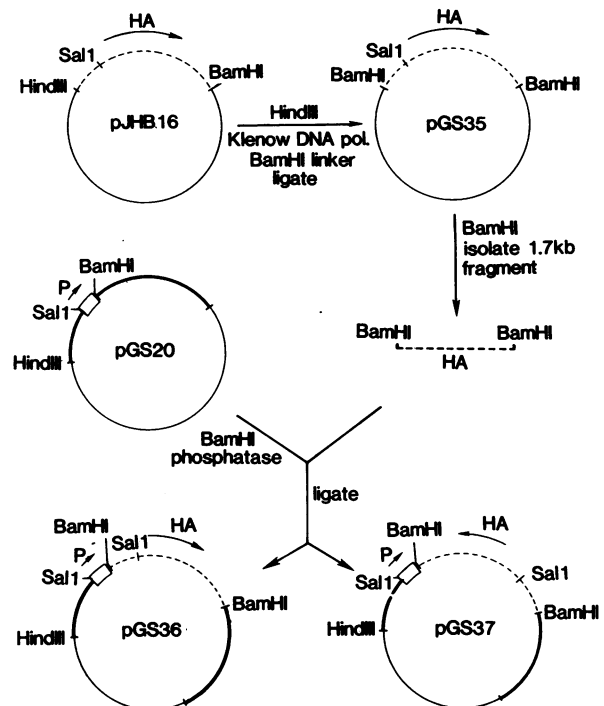 HA
Sal1
HindIII
BamHI
pJHB.16
HindIII
Klenow DNA pol.
BamHI linker
ligate
HA
Sal1
BamHI
BamHI
pGS35
BamHI
isolate 1.7kb
fragment
BamHI
P
Sal1
HindIII
pGS20
BamHI
BamHI
HA
BamHI
phosphatase
ligate
BamHI
HA
P
Sal1
Sal1
BamHI
HindIII
pGS36
BamHI
HA
P
Sal1
Sal1
BamHI
HindIII
pGS37